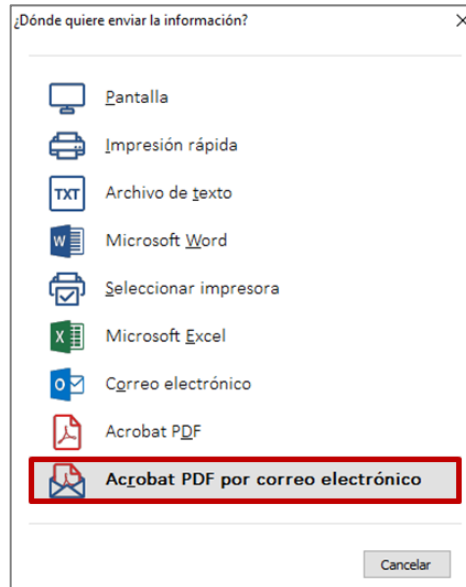 ¿Dónde quiere enviar la información?
Pantalla
Impresión rápida
TXT Archivo de texto
W Microsoft Word
Seleccionar impresora
X Microsoft Excel
O Correo electrónico
Acrobat PDF
Acrobat PDF por correo electrónico
Cancelar